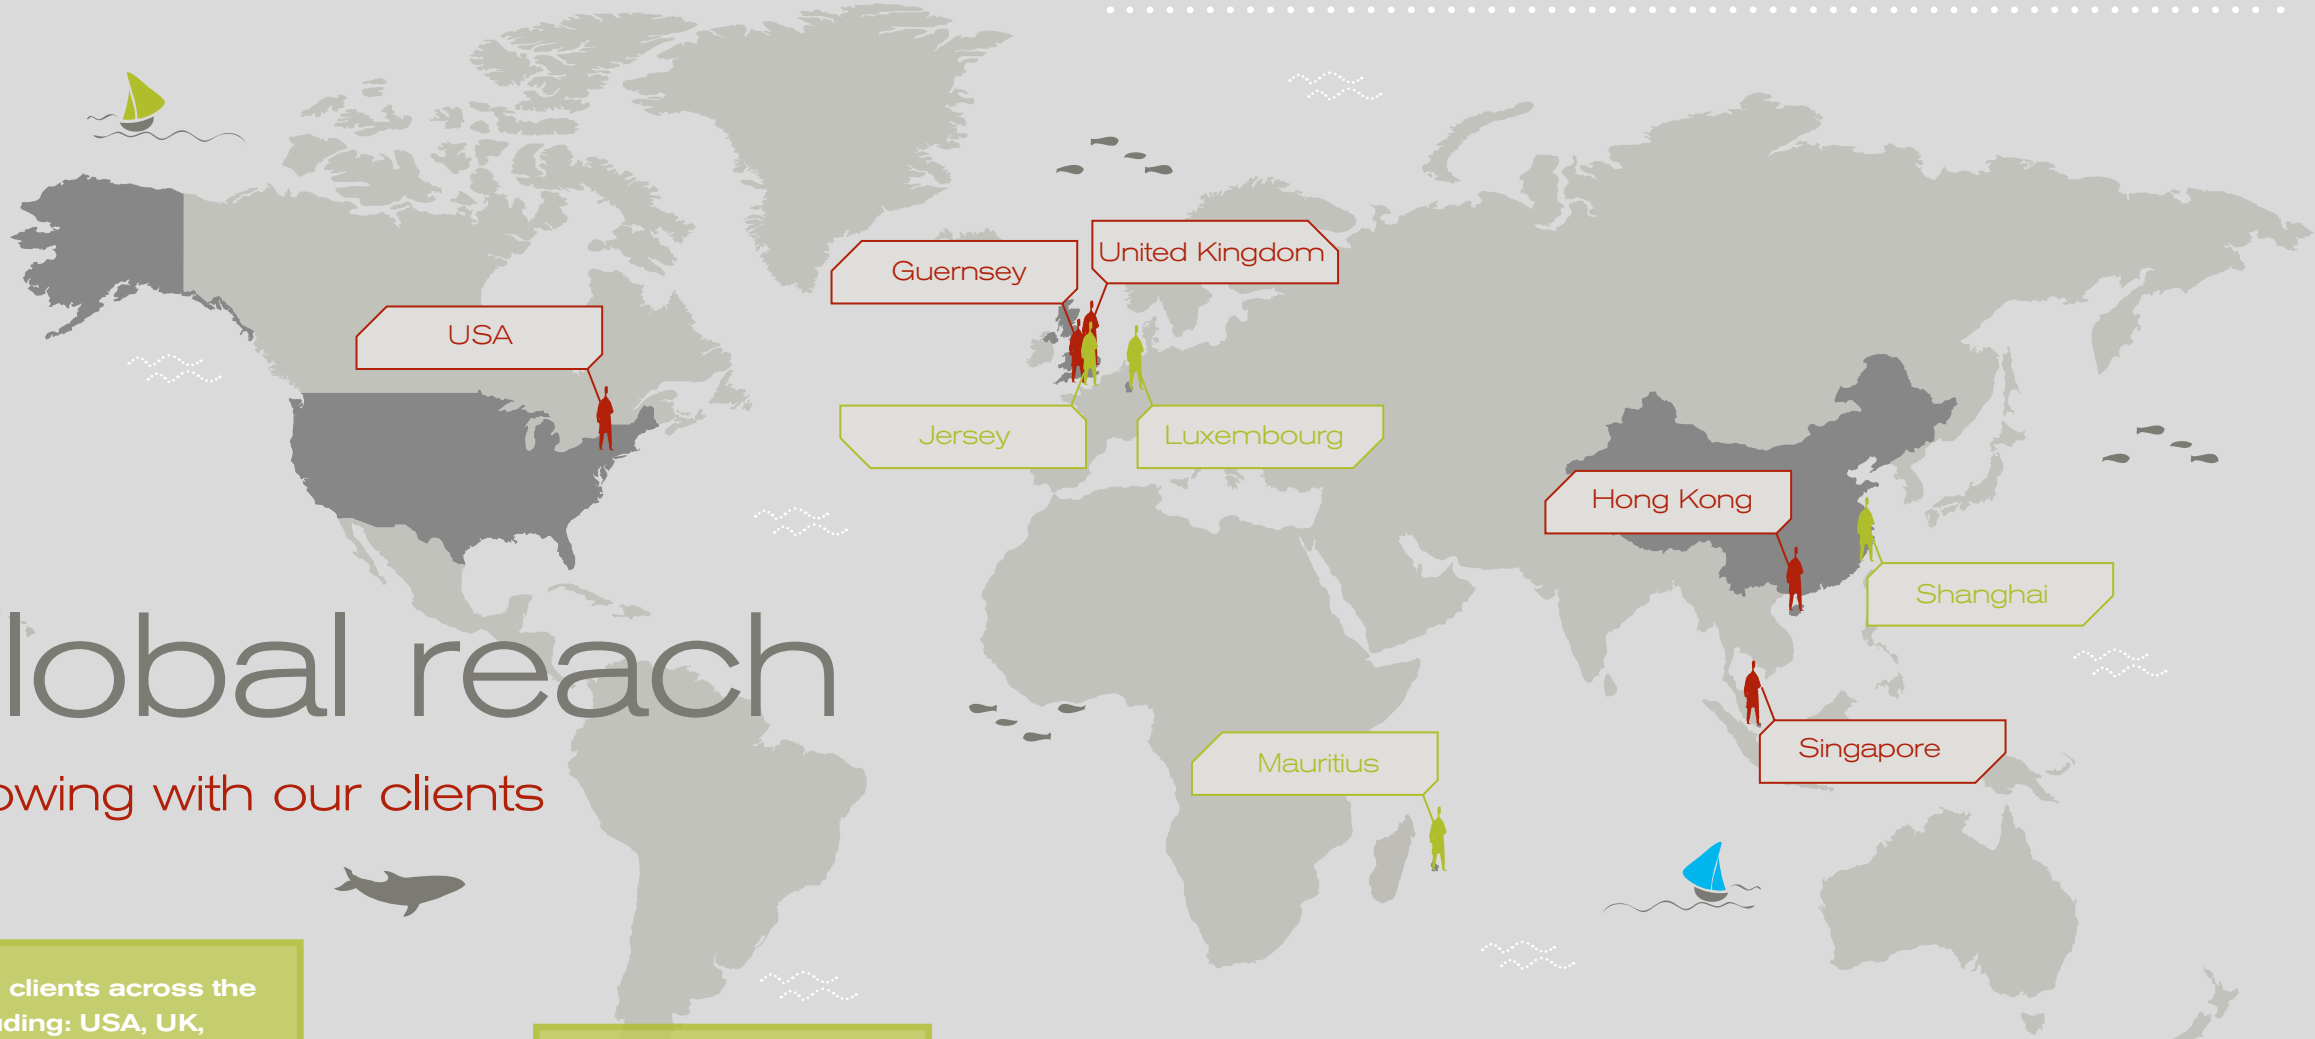 United Kingdom
Guernsey
USA
Jersey
Luxembourg
Hong Kong
Shanghai
lobal reach
Singapore
Mauritius
owing with our clients
clients across the
ding: USA, UK,